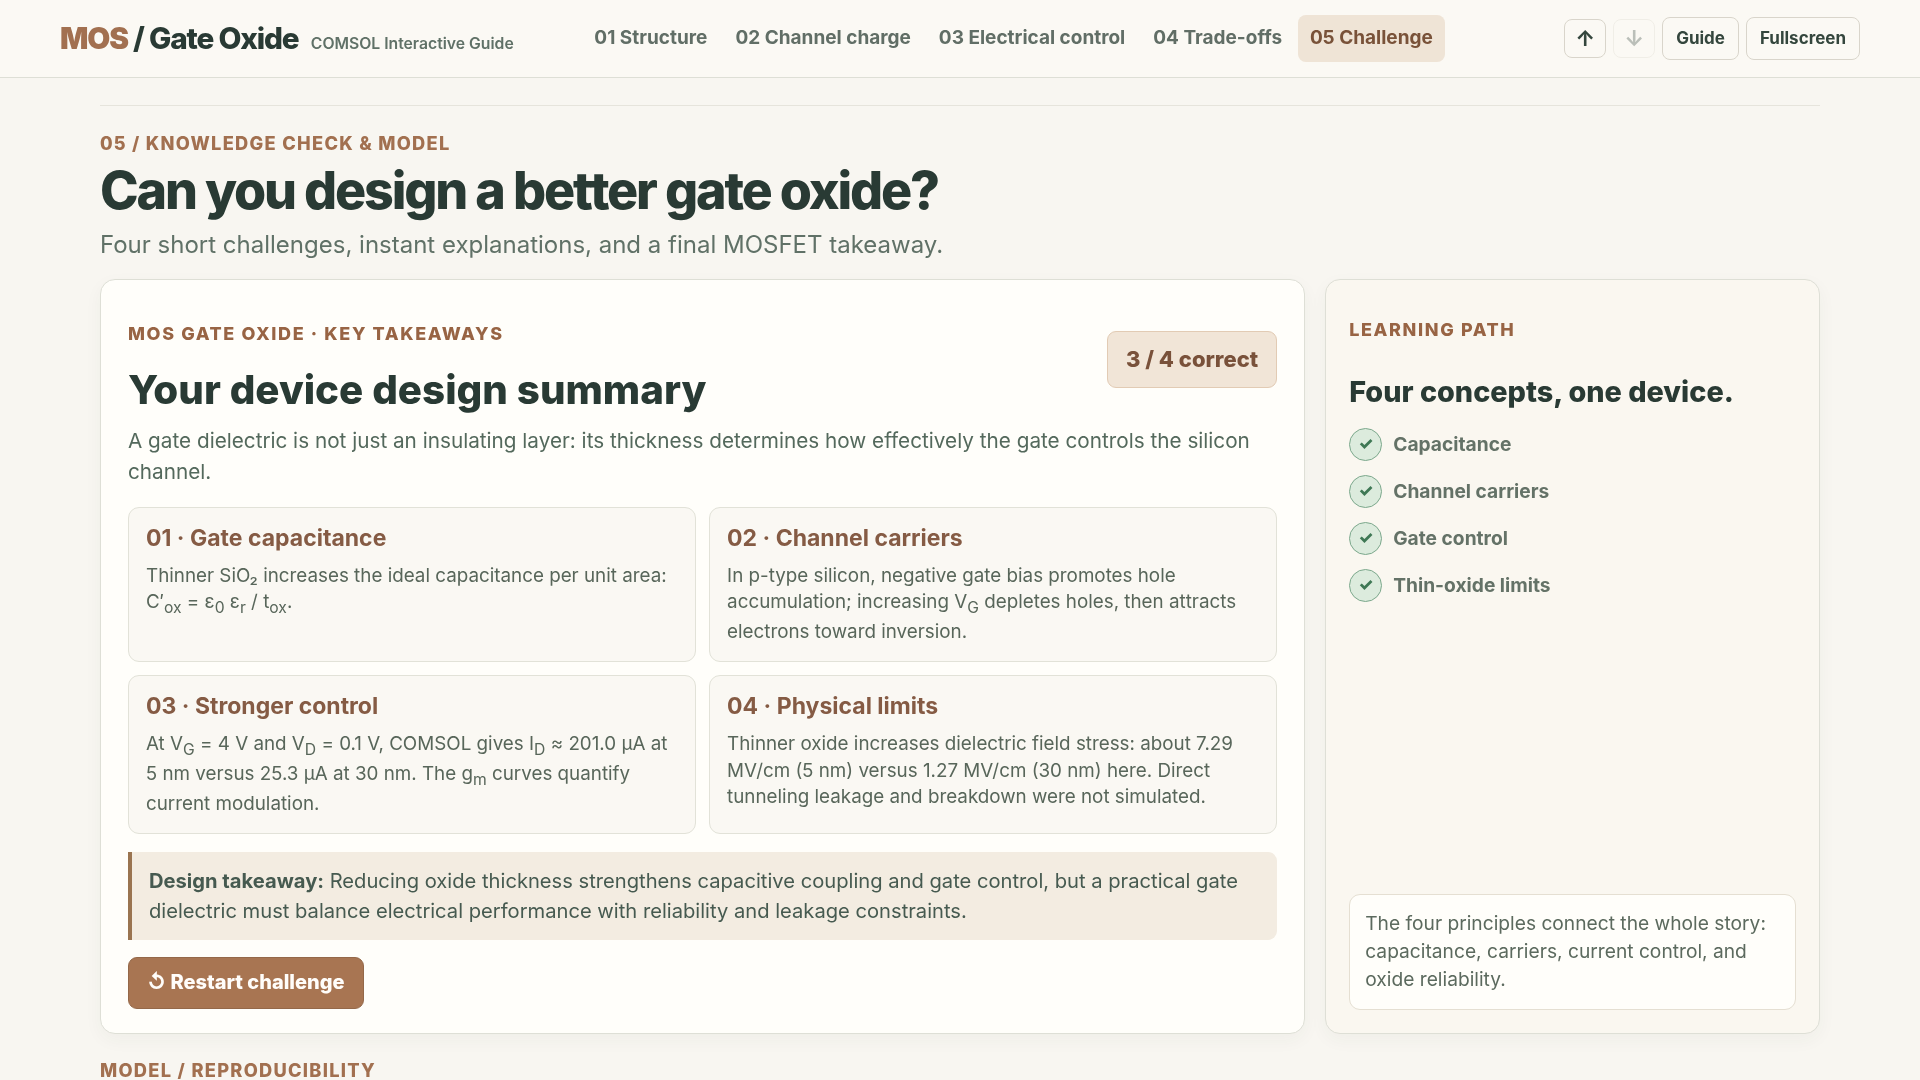 MOS / Gate Oxide COMSOL Interactive Guide
01 Structure 02 Channel charge 03 Electrical control 04 Trade-offs 05 Challenge
↑ ↓ Guide Fullscreen
05 / KNOWLEDGE CHECK & MODEL
Can you design a better gate oxide?
Four short challenges, instant explanations, and a final MOSFET takeaway.
MOS GATE OXIDE · KEY TAKEAWAYS
3 / 4 correct
Your device design summary
A gate dielectric is not just an insulating layer: its thickness determines how effectively the gate controls the silicon
channel.
01 · Gate capacitance
Thinner SiO₂ increases the ideal capacitance per unit area:
C′ox = ε0 εr / tox.
02 · Channel carriers
In p-type silicon, negative gate bias promotes hole
accumulation; increasing VG depletes holes, then attracts
electrons toward inversion.
03 · Stronger control
At VG = 4 V and VD = 0.1 V, COMSOL gives ID ≈ 201.0 µA at
5 nm versus 25.3 µA at 30 nm. The gm curves quantify
current modulation.
04 · Physical limits
Thinner oxide increases dielectric field stress: about 7.29
MV/cm (5 nm) versus 1.27 MV/cm (30 nm) here. Direct
tunneling leakage and breakdown were not simulated.
Design takeaway: Reducing oxide thickness strengthens capacitive coupling and gate control, but a practical gate
dielectric must balance electrical performance with reliability and leakage constraints.
↺ Restart challenge
LEARNING PATH
Four concepts, one device.
✓ Capacitance
✓ Channel carriers
✓ Gate control
✓ Thin-oxide limits
The four principles connect the whole story:
capacitance, carriers, current control, and
oxide reliability.
MODEL / REPRODUCIBILITY